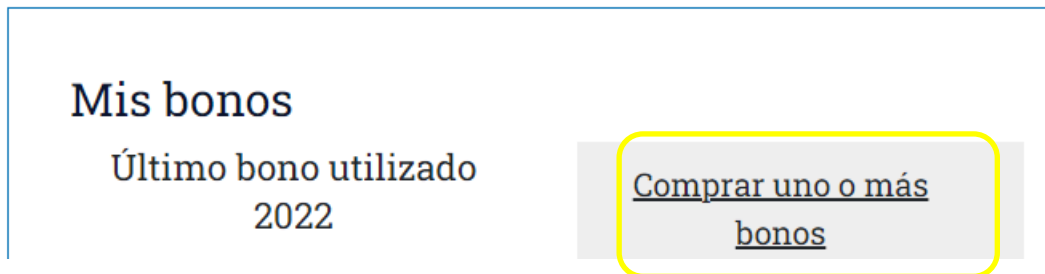 Mis bonos
Último bono utilizado
2022
Comprar uno o más
bonos